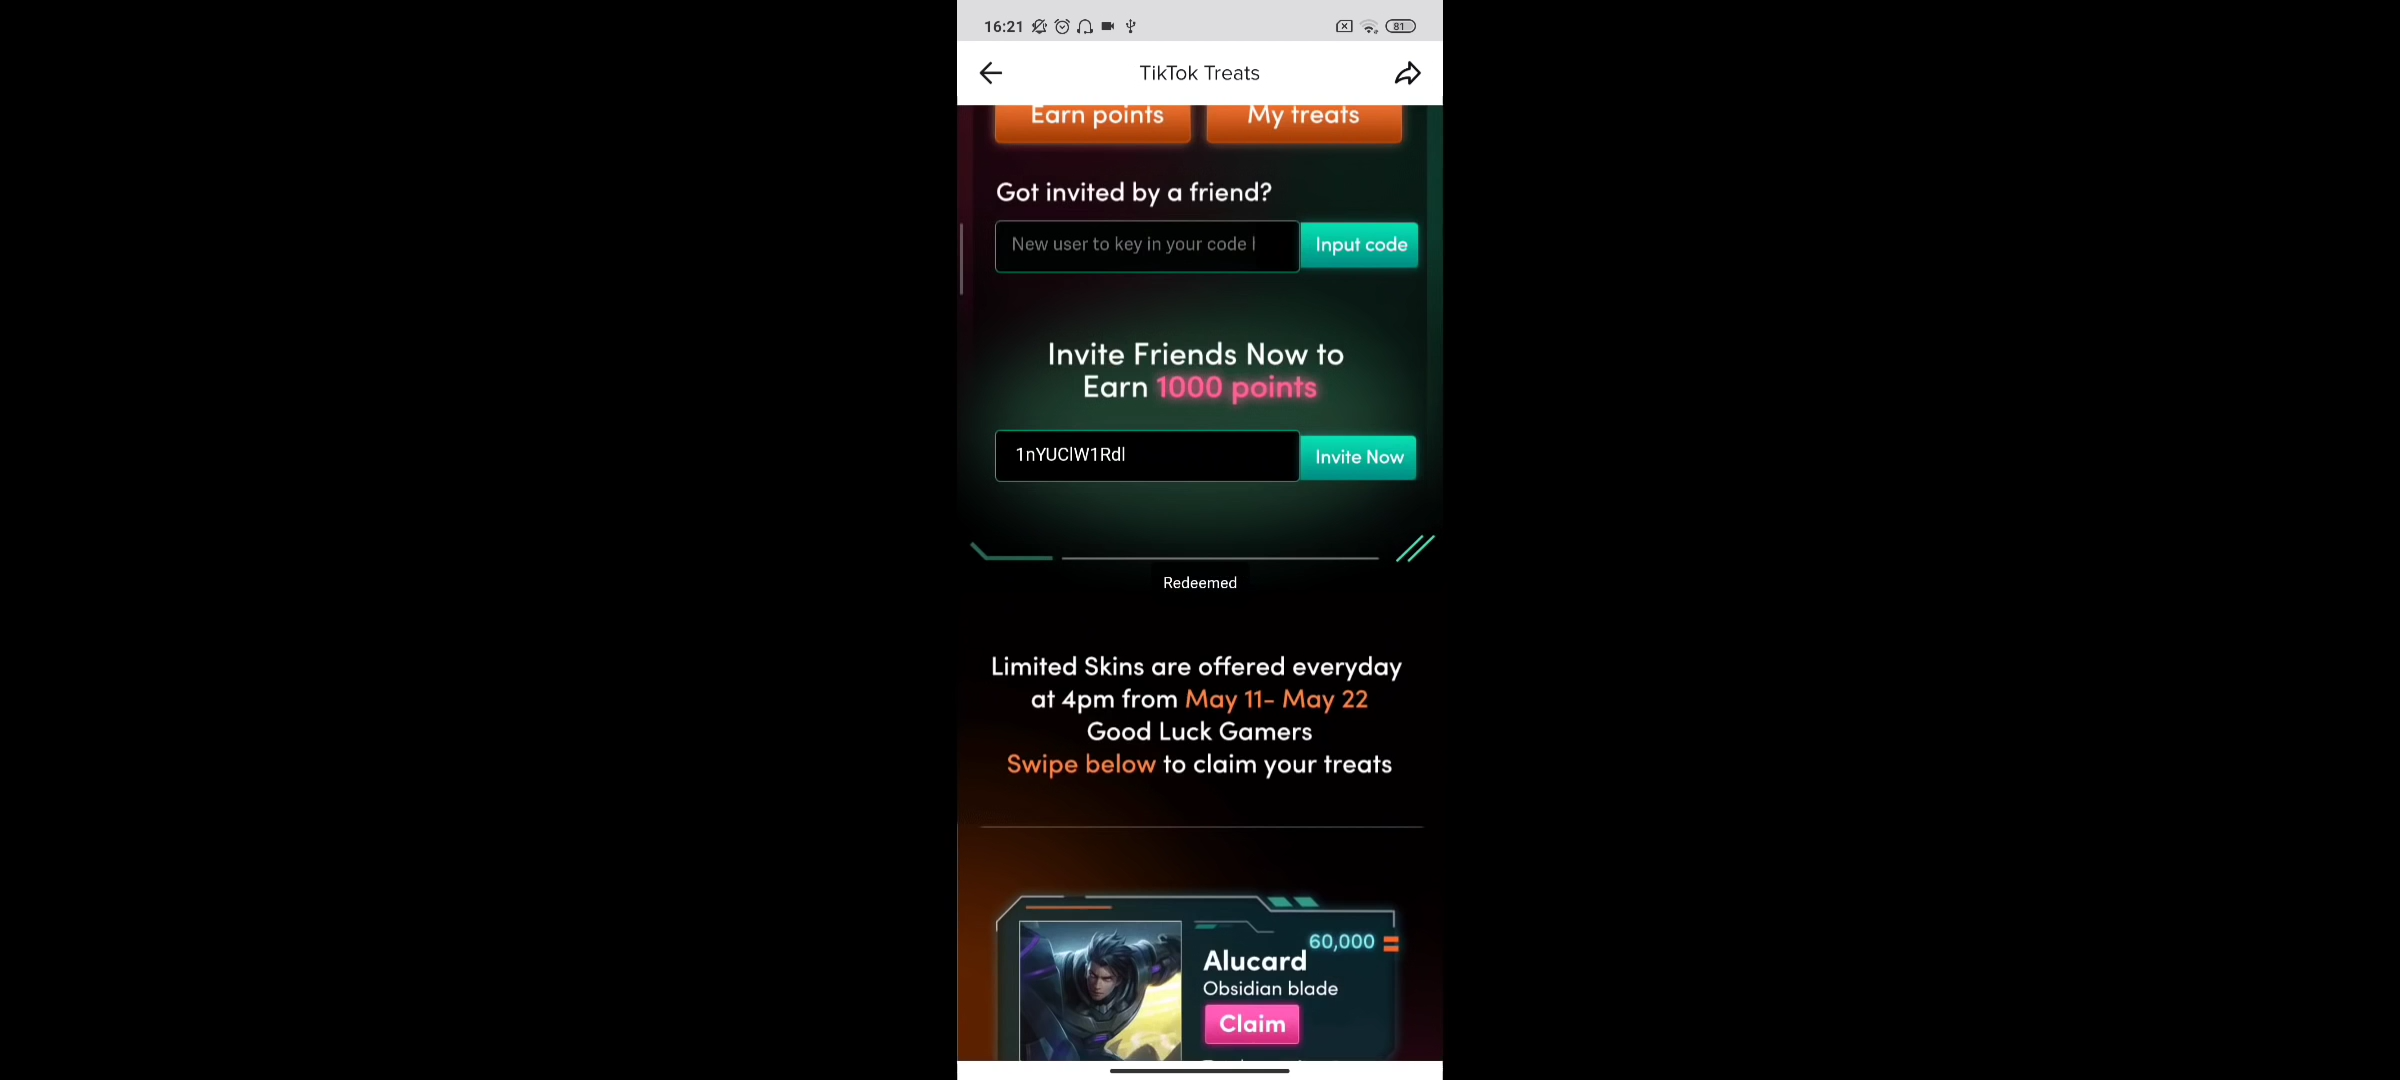 16:21
81
TikTok Treats
Earn points
My treats
Got invited by a friend?
New user to key in your code
Input code
Invite Friends Now to
Earn 1000 points
1nYUClW1Rdl
Invite Now
Redeemed
Limited Skins are offered everyday
at 4pm from May 11- May 22
Good Luck Gamers
Swipe below to claim your treats
60,000
Alucard
Obsidian blade
Claim